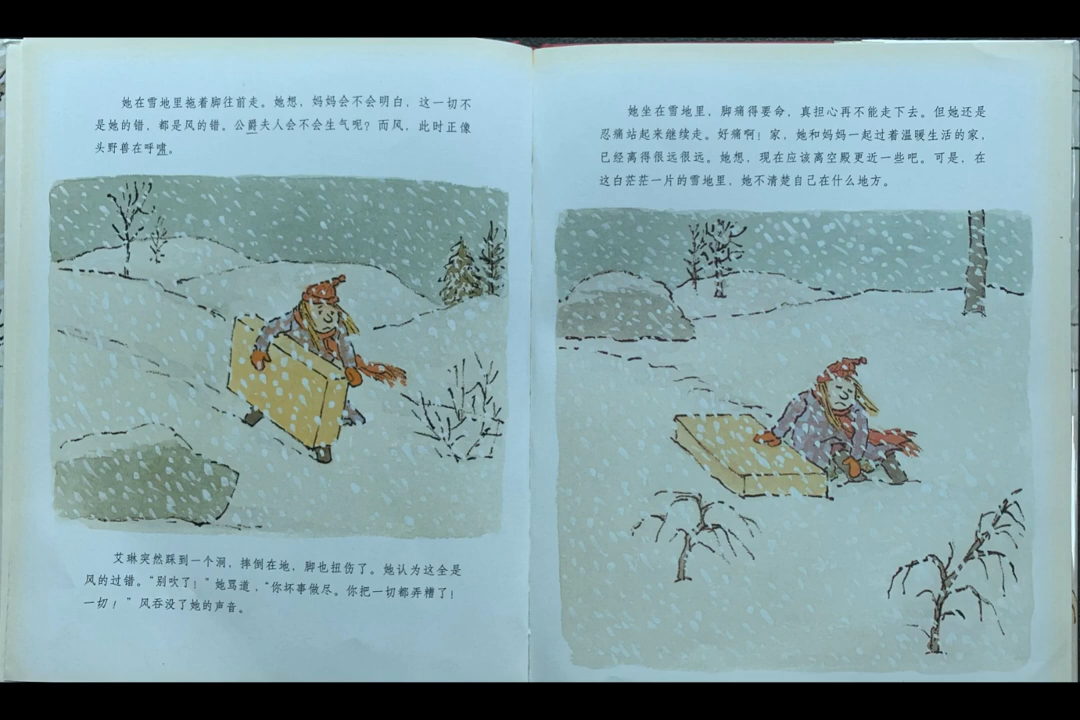 她在雪地里拖着脚往前走。她想，妈妈会不会明白，这一切不
是她的错，都是风的错。公爵夫人会不会生气呢？而风，此时正像
头野兽在呼啸。
艾琳突然踩到一个洞，摔倒在地，脚也扭伤了。她认为这全是
风的过错。“别吹了！”她骂道，“你坏事做尽。你把一切都弄糟了！
一切！”风吞没了她的声音。
她坐在雪地里，脚痛得要命，真担心再不能走下去。但她还是
忍痛站起来继续走。好痛啊！家，她和妈妈一起过着温暖生活的家，
已经离得很远很远。她想，现在应该离宫殿更近一些吧。可是，在
这白茫茫一片的雪地里，她不清楚自己在什么地方。